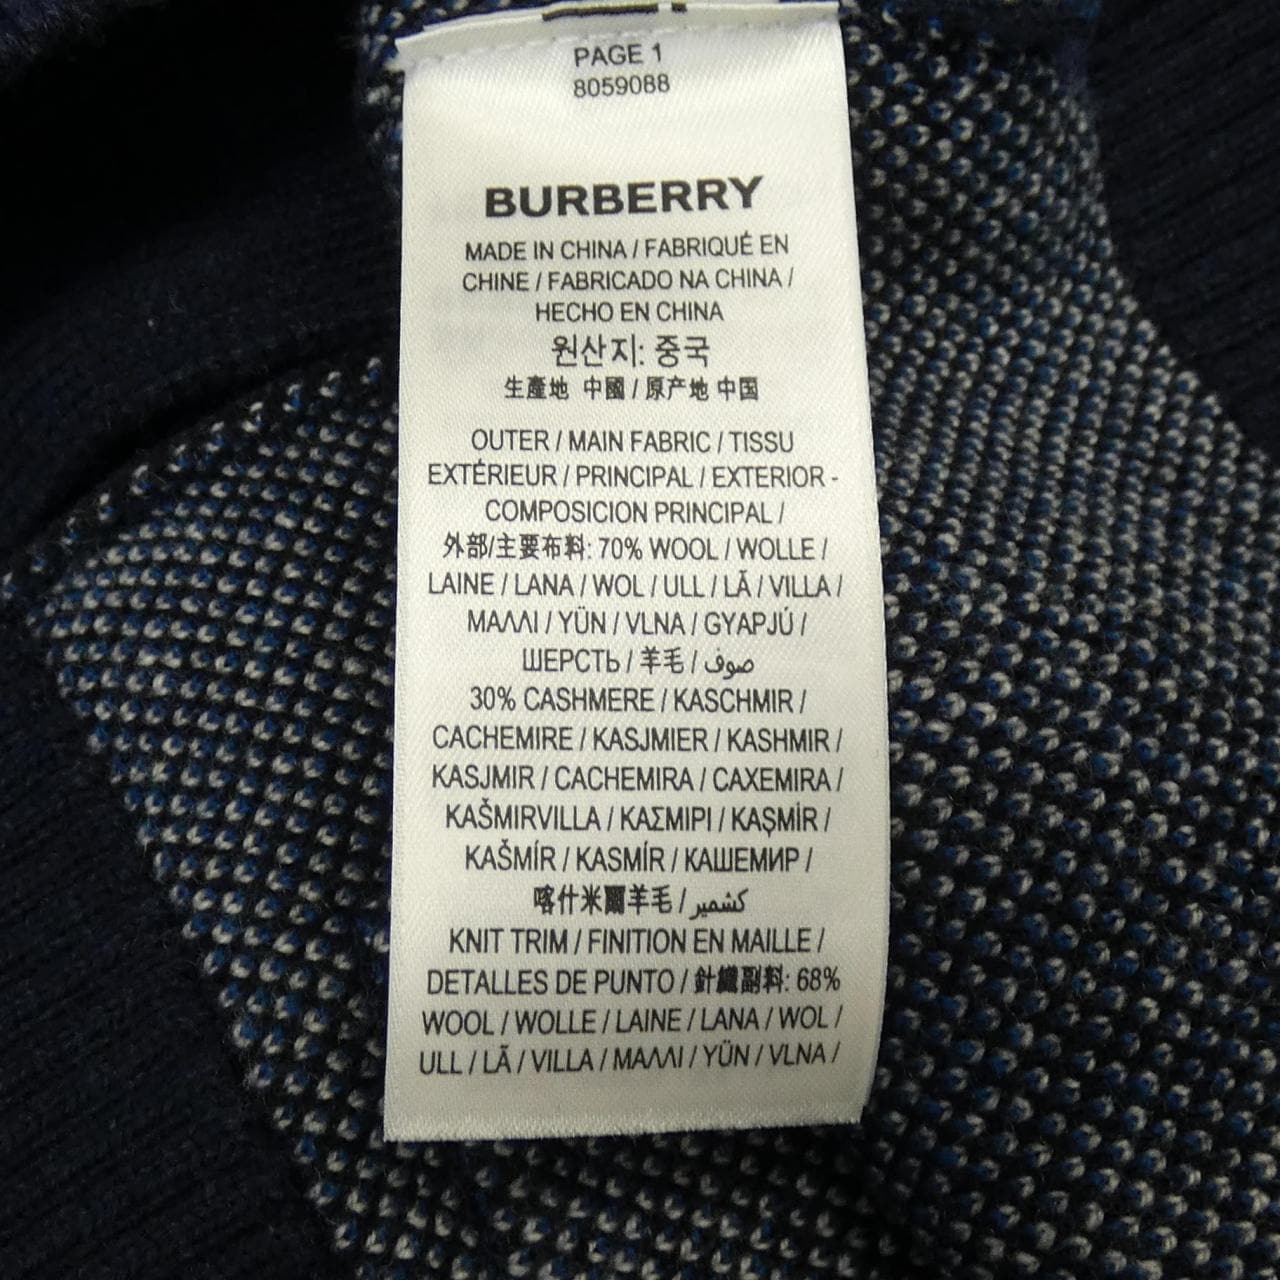 PAGE 1
8059088
BURBERRY
MADE IN CHINA / FABRIQUÉ EN
CHINE / FABRICADO NA CHINA /
HECHO EN CHINA
원산지: 중국
生產地 中國 / 原产地 中国
OUTER / MAIN FABRIC / TISSU
EXTÉRIEUR / PRINCIPAL / EXTERIOR -
COMPOSICION PRINCIPAL /
外部/主要布料: 70% WOOL / WOLLE /
LAINE / LANA / WOL / ULL / LÃ / VILLA /
ΜΑΛΛΙ / YÜN / VLNA / GYAPJÚ /
ШЕРСТЬ / 羊毛 / صوف
30% CASHMERE / KASCHMIR /
CACHEMIRE / KASJMIER / KASHMIR /
KASJMIR / CACHEMIRA / CAXEMIRA /
KAŠMIRVILLA / ΚΑΣΜΙΡΙ / KAŞMİR /
KAŠMÍR / KASMÍR / КАШЕМИР /
喀什米爾羊毛 / كشمير
KNIT TRIM / FINITION EN MAILLE /
DETALLES DE PUNTO / 針織副料: 68%
WOOL / WOLLE / LAINE / LANA / WOL /
ULL / LÃ / VILLA / ΜΑΛΛΙ / YÜN / VLNA /